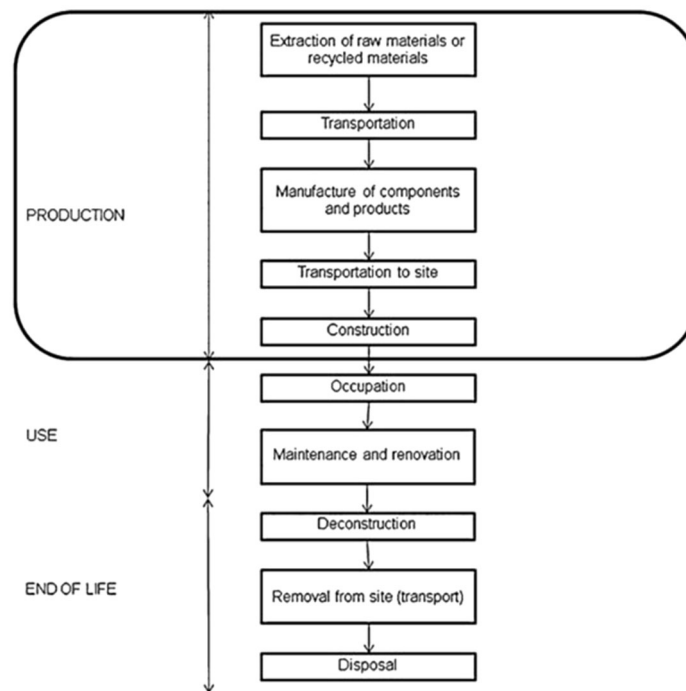 Extraction of raw materials or
recycled materials
Transportation
PRODUCTION
Manufacture of components
and products
Transportation to site
Construction
Occupation
USE
Maintenance and renovation
Deconstruction
END OF LIFE
Removal from site (transport)
Disposal